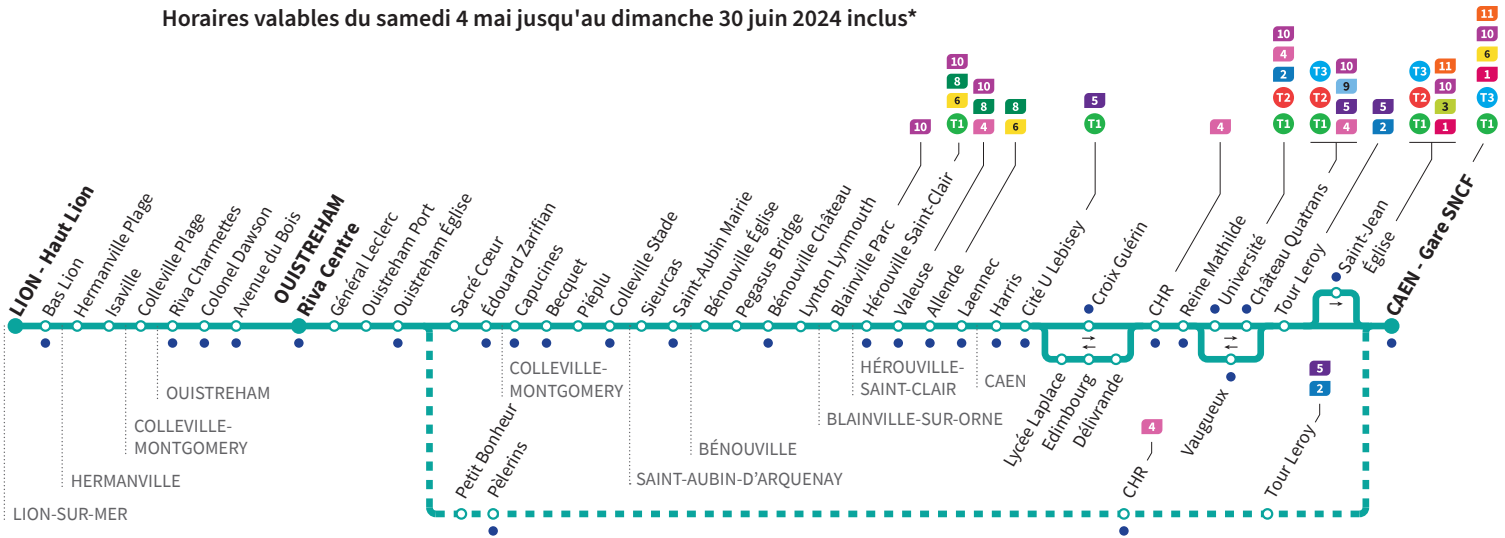 Horaires valables du samedi 4 mai jusqu'au dimanche 30 juin 2024 inclus*
10
10
8
6
T1
10
8
4
8
6
5
T1
4
10
4
2
T2
T1
T3
T2
T1
10
9
5
4
5
2
T3
T2
T1
11
10
3
1
11
10
6
1
T3
T1
LION - Haut Lion
Bas Lion
Hermanville Plage
Isaville
Colleville Plage
Riva Charmettes
Colonel Dawson
Avenue du Bois
OUISTREHAM
Riva Centre
Général Leclerc
Ouistreham Port
Ouistreham Église
Sacré Cœur
Édouard Zarifian
Capucines
Becquet
Piéplu
Colleville Stade
Sieurcas
Saint-Aubin Mairie
Bénouville Église
Pegasus Bridge
Bénouville Château
Lynton Lynmouth
Blainville Parc
Hérouville Saint-Clair
Valeuse
Allende
Laennec
Harris
Cité U Lebisey
Croix Guérin
CHR
Reine Mathilde
Université
Château Quatrans
Tour Leroy
Saint-Jean
Église
CAEN - Gare SNCF
Lycée Laplace
Edimbourg
Délivrande
Vaugueux
LION-SUR-MER
HERMANVILLE
COLLEVILLE-
MONTGOMERY
OUISTREHAM
COLLEVILLE-
MONTGOMERY
SAINT-AUBIN-D'ARQUENAY
BÉNOUVILLE
BLAINVILLE-SUR-ORNE
HÉROUVILLE-
SAINT-CLAIR
CAEN
Petit Bonheur
Pèlerins
4
CHR
5
2
Tour Leroy